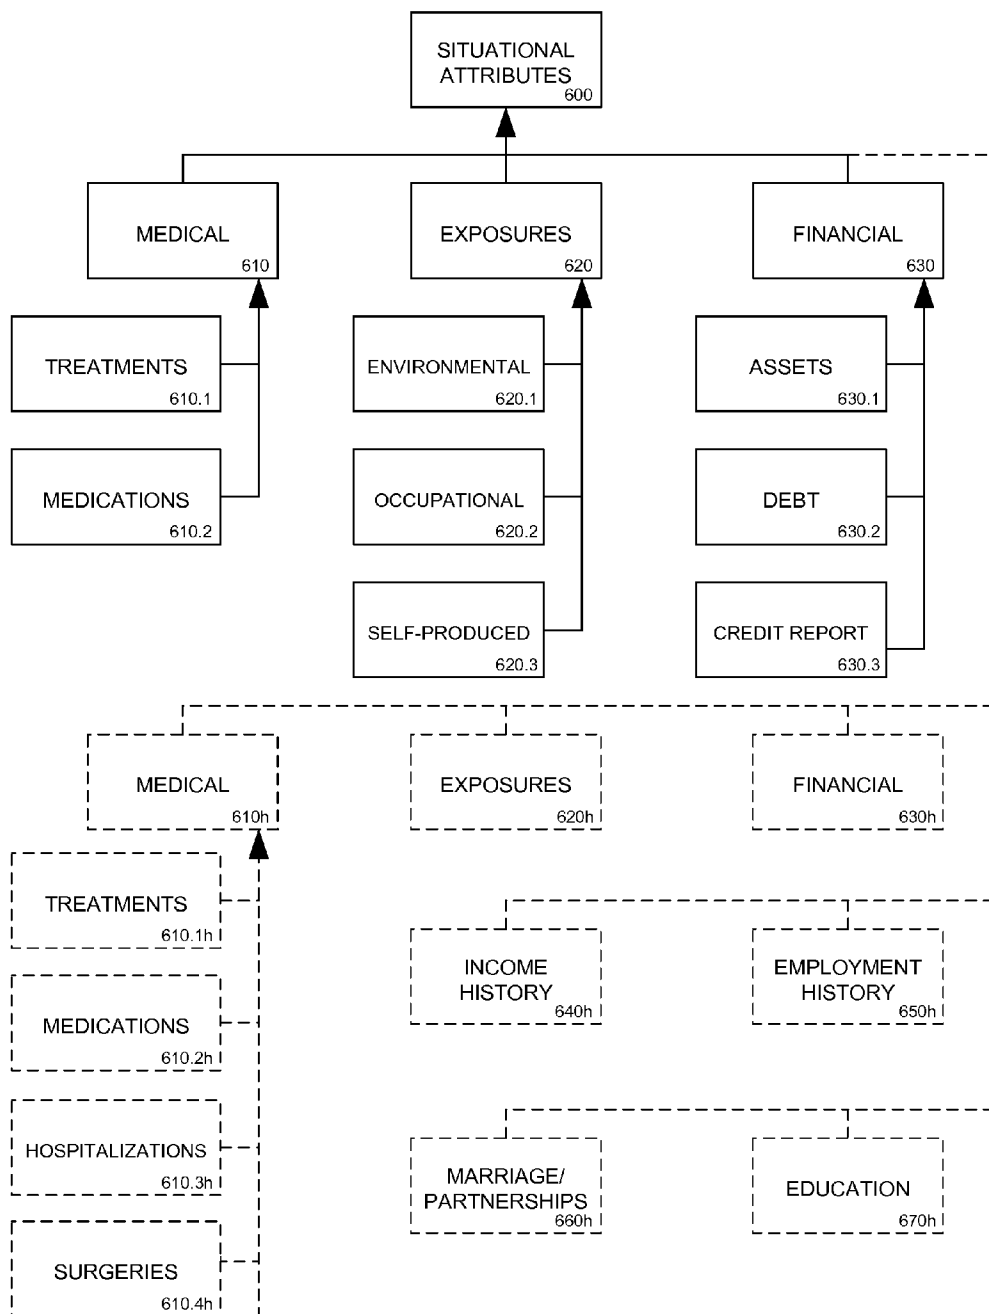 SITUATIONAL
ATTRIBUTES
600
MEDICAL
610
EXPOSURES
620
FINANCIAL
630
TREATMENTS
610.1
ENVIRONMENTAL
620.1
ASSETS
630.1
MEDICATIONS
610.2
OCCUPATIONAL
620.2
DEBT
630.2
SELF-PRODUCED
620.3
CREDIT REPORT
630.3
MEDICAL
610h
EXPOSURES
620h
FINANCIAL
630h
TREATMENTS
610.1h
INCOME
HISTORY
640h
EMPLOYMENT
HISTORY
650h
MEDICATIONS
610.2h
HOSPITALIZATIONS
610.3h
MARRIAGE/
PARTNERSHIPS
660h
EDUCATION
670h
SURGERIES
610.4h